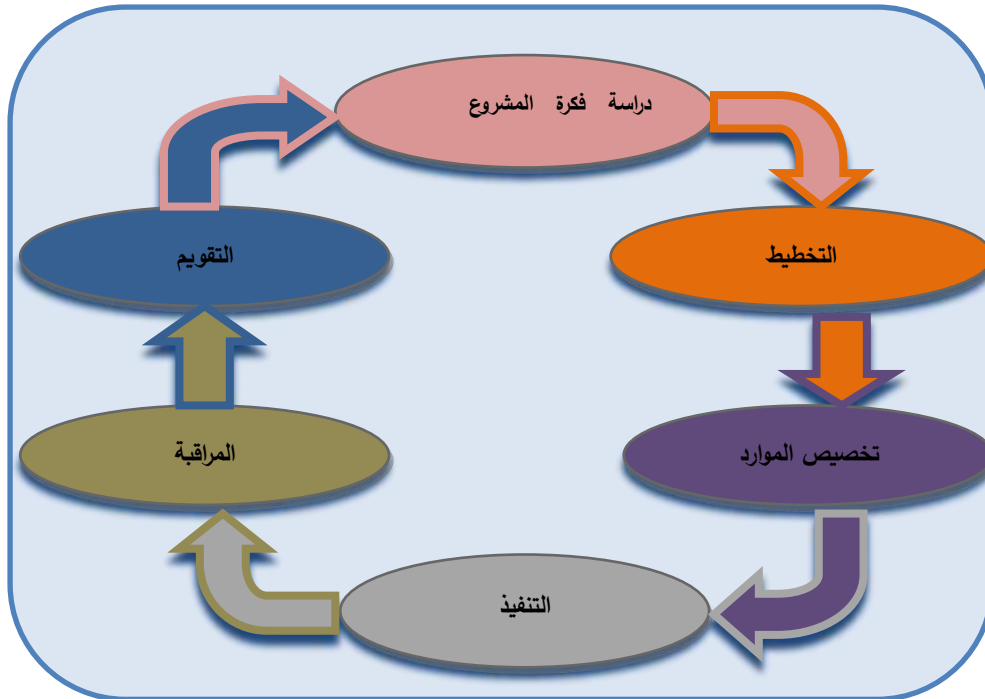 دراسة فكرة المشروع
التخطيط
تخصيص الموارد
التنفيذ
المراقبة
التقويم